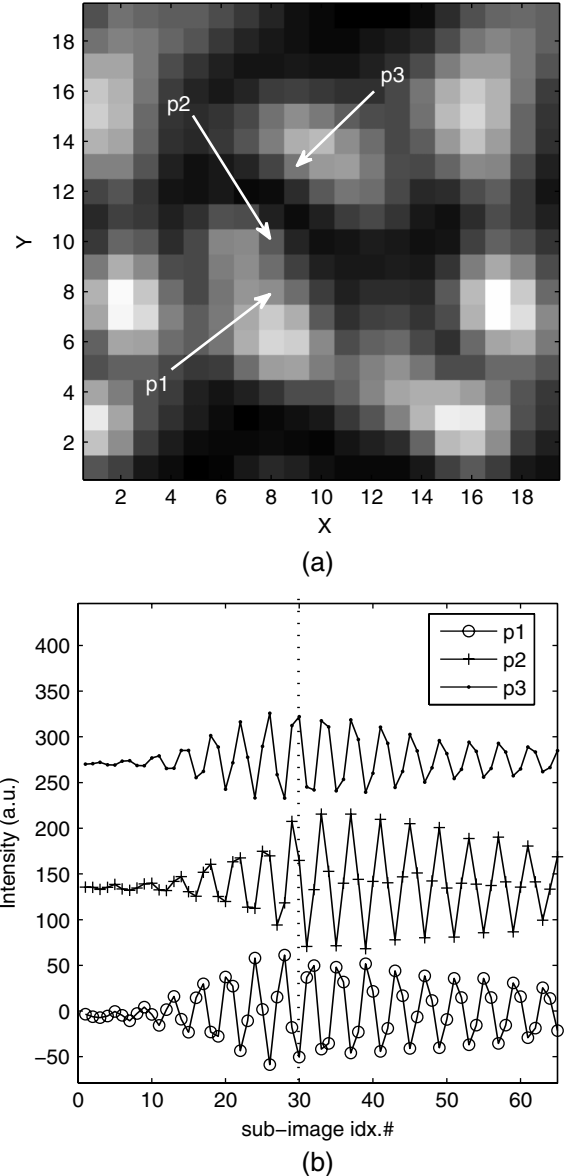 18
16
14
12
10
8
6
4
2
Y
p3
p2
p1
2 4 6 8 10 12 14 16 18
X
(a)
400
350
300
250
200
150
100
50
0
−50
Intensity (a.u.)
p1
p2
p3
0 10 20 30 40 50 60
sub-image idx.#
(b)